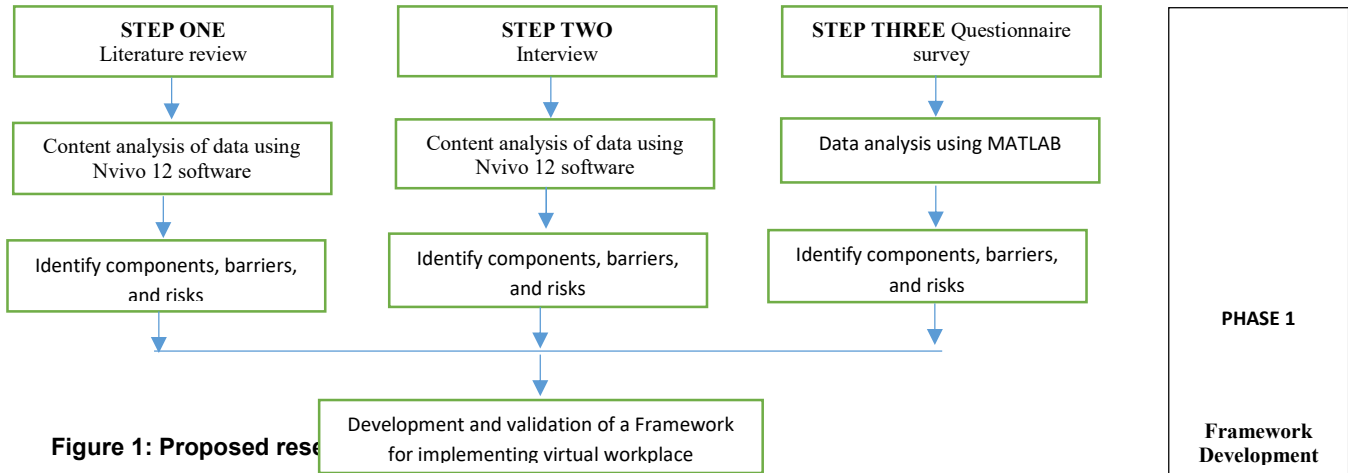 STEP ONE
Literature review
Content analysis of data using
Nvivo 12 software
Identify components, barriers,
and risks
STEP TWO
Interview
Content analysis of data using
Nvivo 12 software
Identify components, barriers,
and risks
STEP THREE Questionnaire
survey
Data analysis using MATLAB
Identify components, barriers,
and risks
Development and validation of a Framework
for implementing virtual workplace
Figure 1: Proposed
PHASE 1
Framework
Development